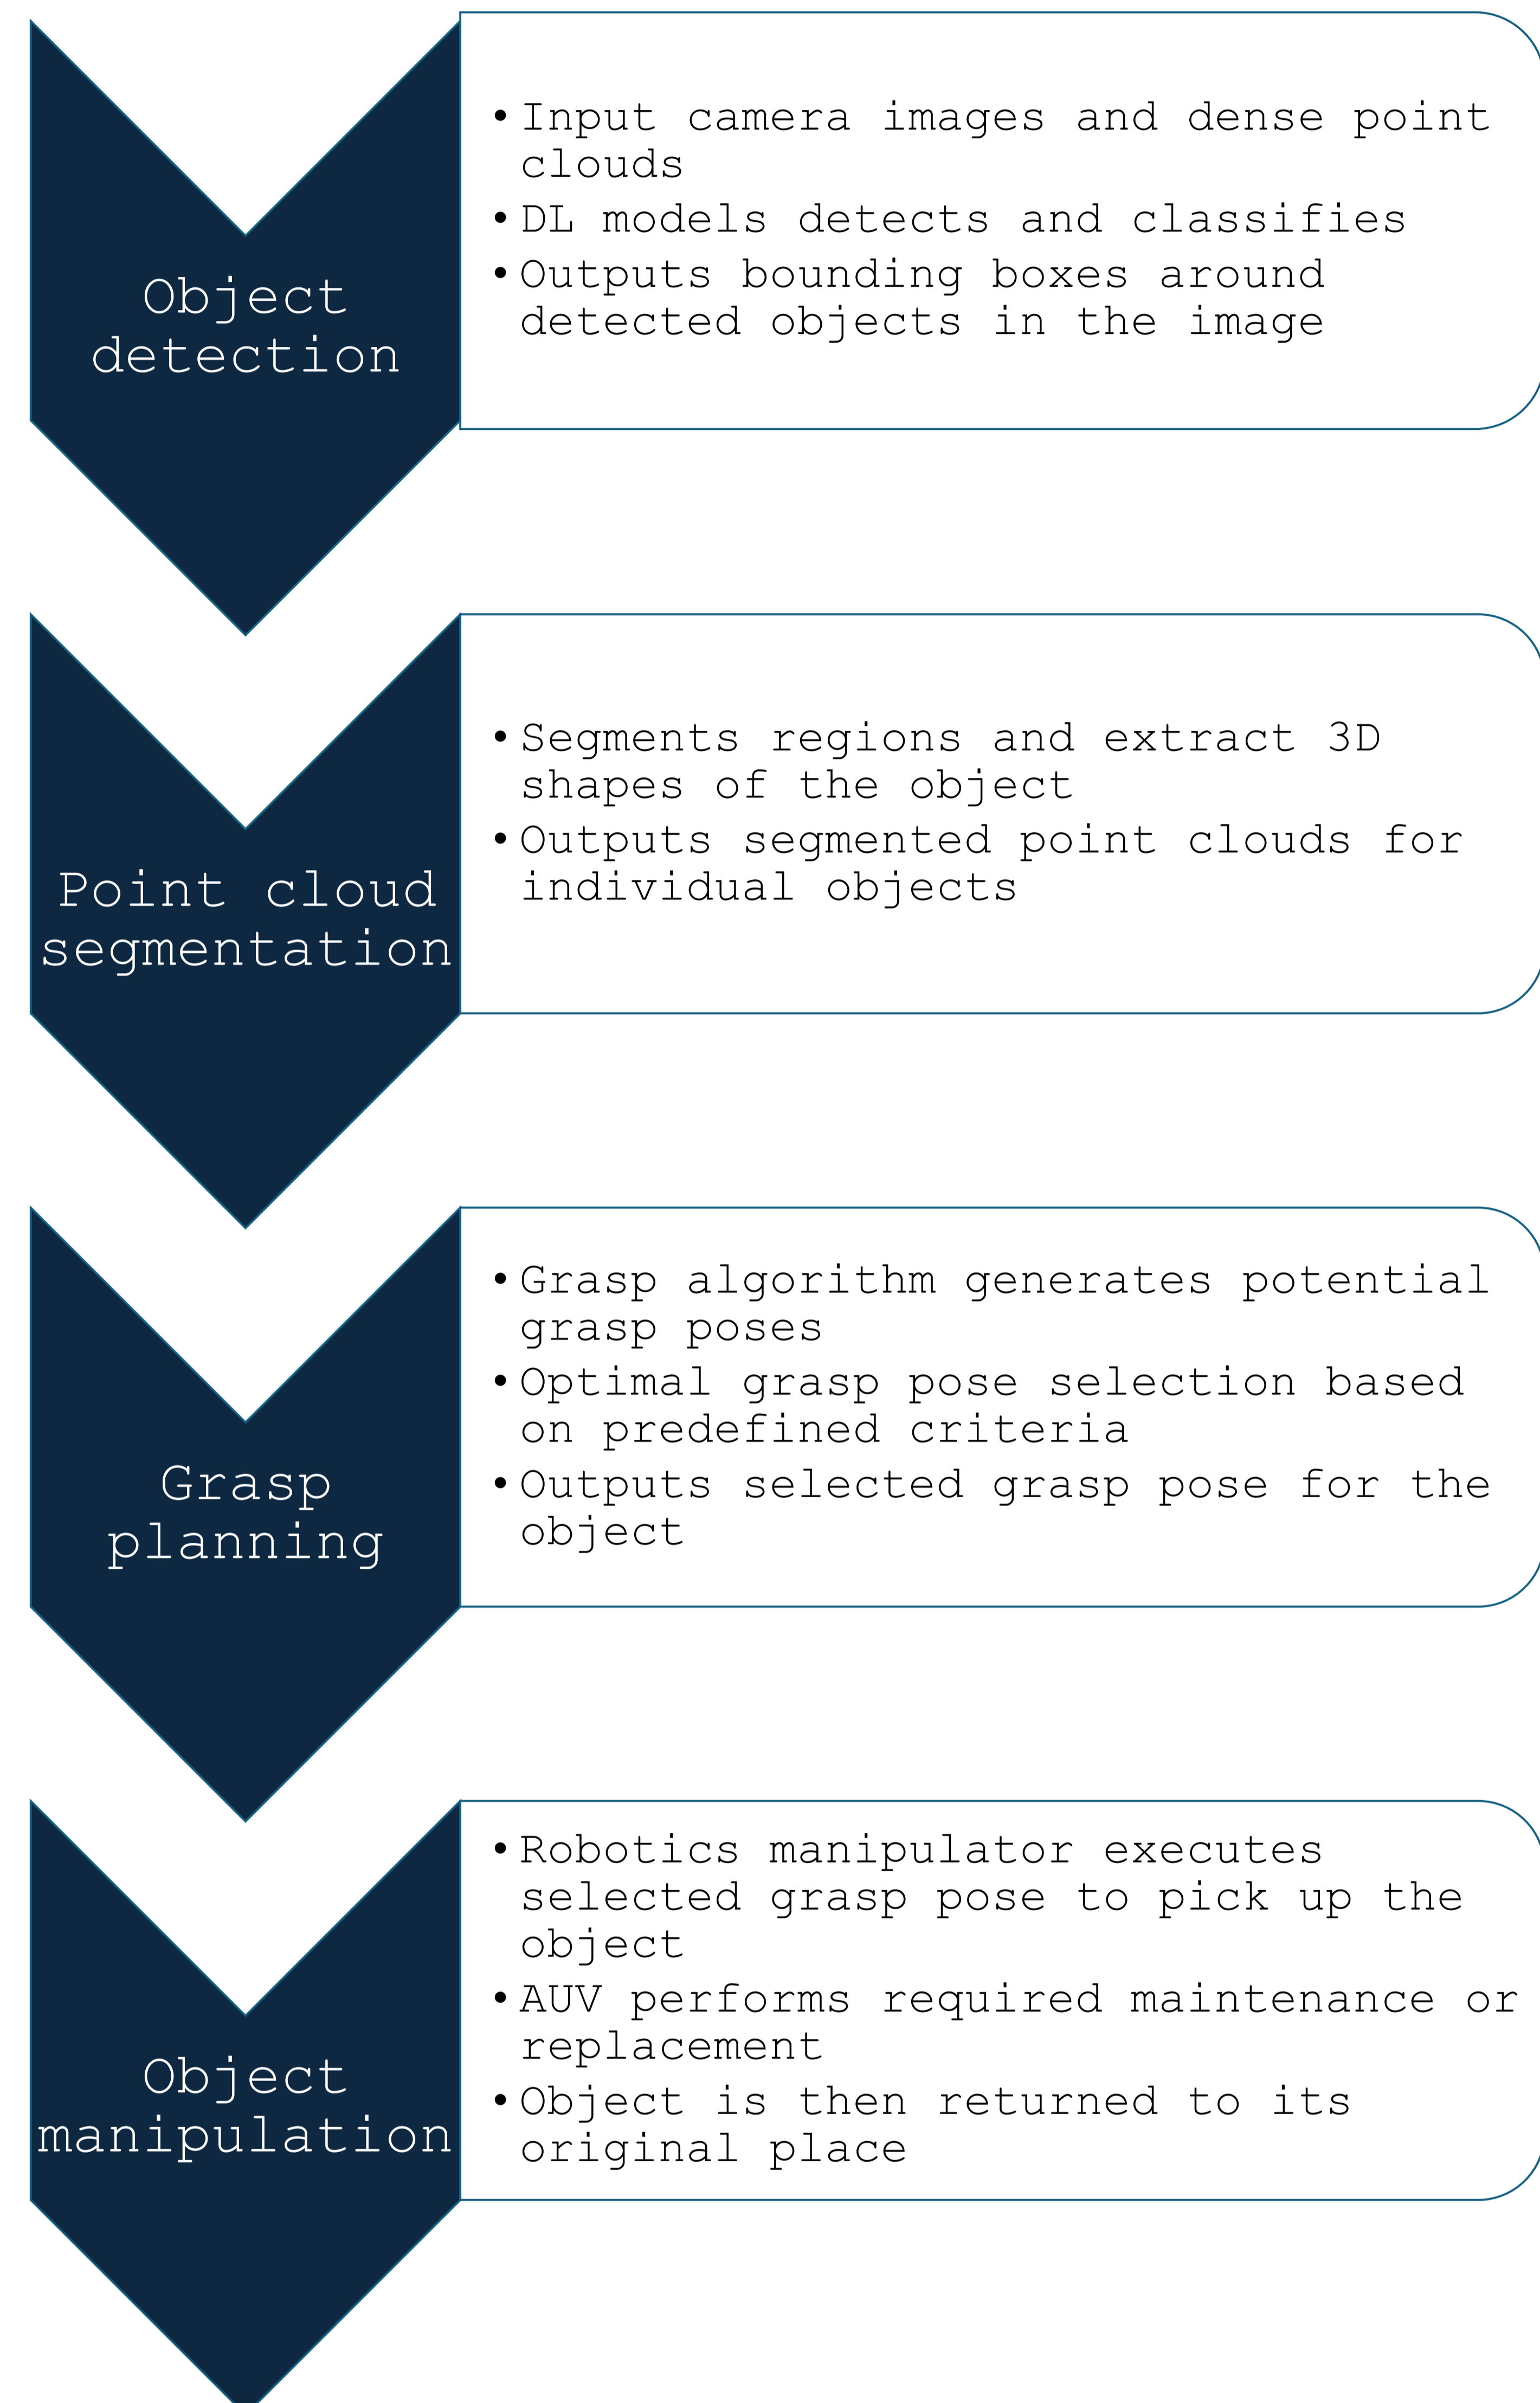 Object
detection
• Input camera images and dense point
clouds
• DL models detects and classifies
• Outputs bounding boxes around
detected objects in the image
Point cloud
segmentation
• Segments regions and extract 3D
shapes of the object
• Outputs segmented point clouds for
individual objects
Grasp
planning
• Grasp algorithm generates potential
grasp poses
• Optimal grasp pose selection based
on predefined criteria
• Outputs selected grasp pose for the
object
Object
manipulation
• Robotics manipulator executes
selected grasp pose to pick up the
object
• AUV performs required maintenance or
replacement
• Object is then returned to its
original place